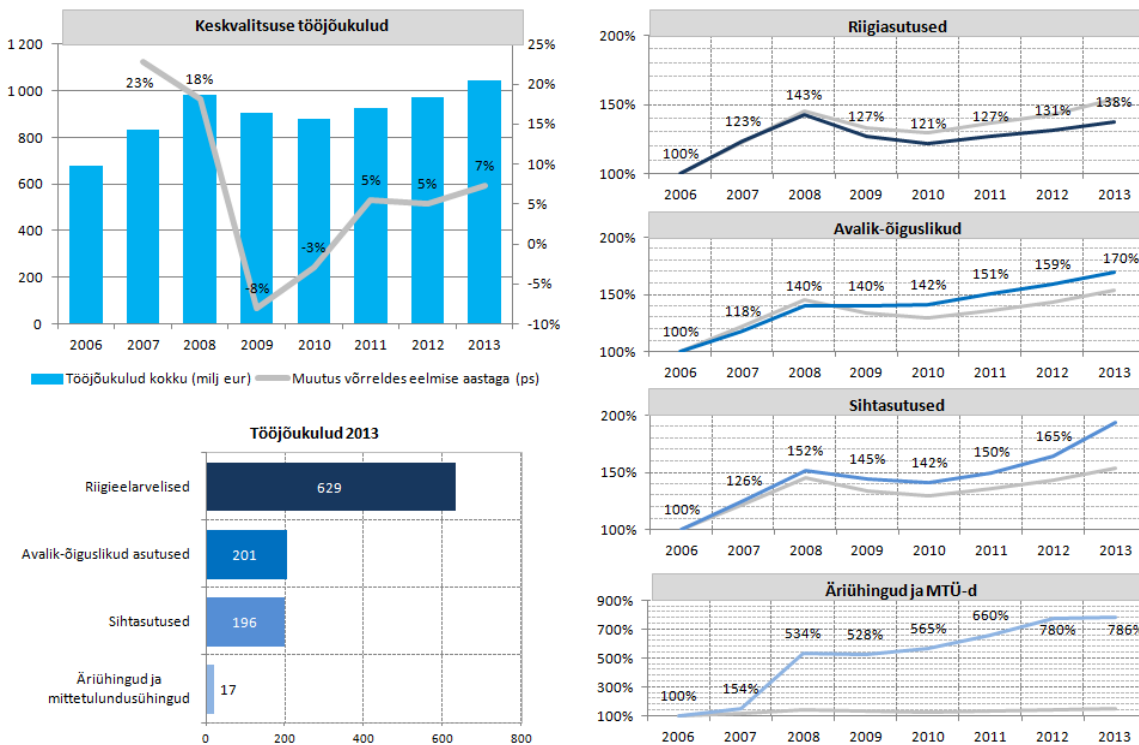 Keskvalitsuse tööjõukulud
1 200
1 000
800
600
400
200
0
25%
20%
15%
10%
5%
0%
-5%
-10%
23%
18%
-8%
-3%
5%
5%
7%
2006 2007 2008 2009 2010 2011 2012 2013
Tööjõukulud kokku (milj eur) Muutus võrreldes eelmise aastaga (ps)
Tööjõukulud 2013
Riigieelarvelised 629
Avalik-õiguslikud asutused 201
Sihtasutused 196
Äriühingud ja
mittetulundusühingud 17
0 200 400 600 800
Riigiasutused
200%
150%
100%
100% 123% 143% 127% 121% 127% 131% 138%
2006 2007 2008 2009 2010 2011 2012 2013
Avalik-õiguslikud
200%
150%
100%
100% 118% 140% 140% 142% 151% 159% 170%
2006 2007 2008 2009 2010 2011 2012 2013
Sihtasutused
200%
150%
100%
100% 126% 152% 145% 142% 150% 165%
2006 2007 2008 2009 2010 2011 2012 2013
Äriühingud ja MTÜ-d
900%
700%
500%
300%
100%
100% 154% 534% 528% 565% 660% 780% 786%
2006 2007 2008 2009 2010 2011 2012 2013